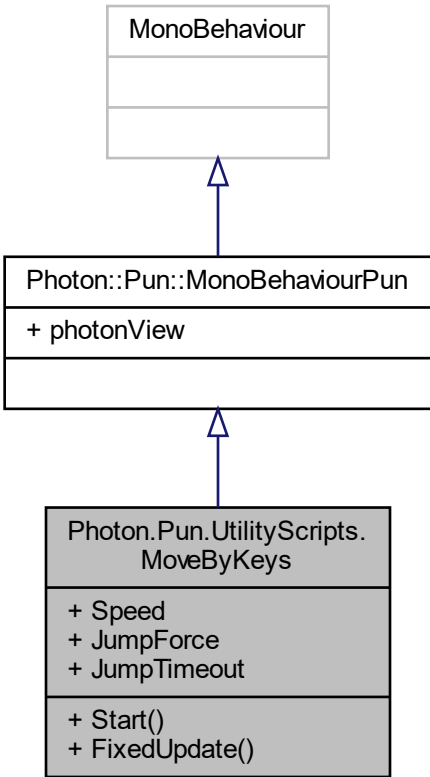 MonoBehaviour
Photon::Pun::MonoBehaviourPun
+ photonView
Photon.Pun.UtilityScripts.
MoveByKeys
+ Speed
+ JumpForce
+ JumpTimeout
+ Start()
+ FixedUpdate()